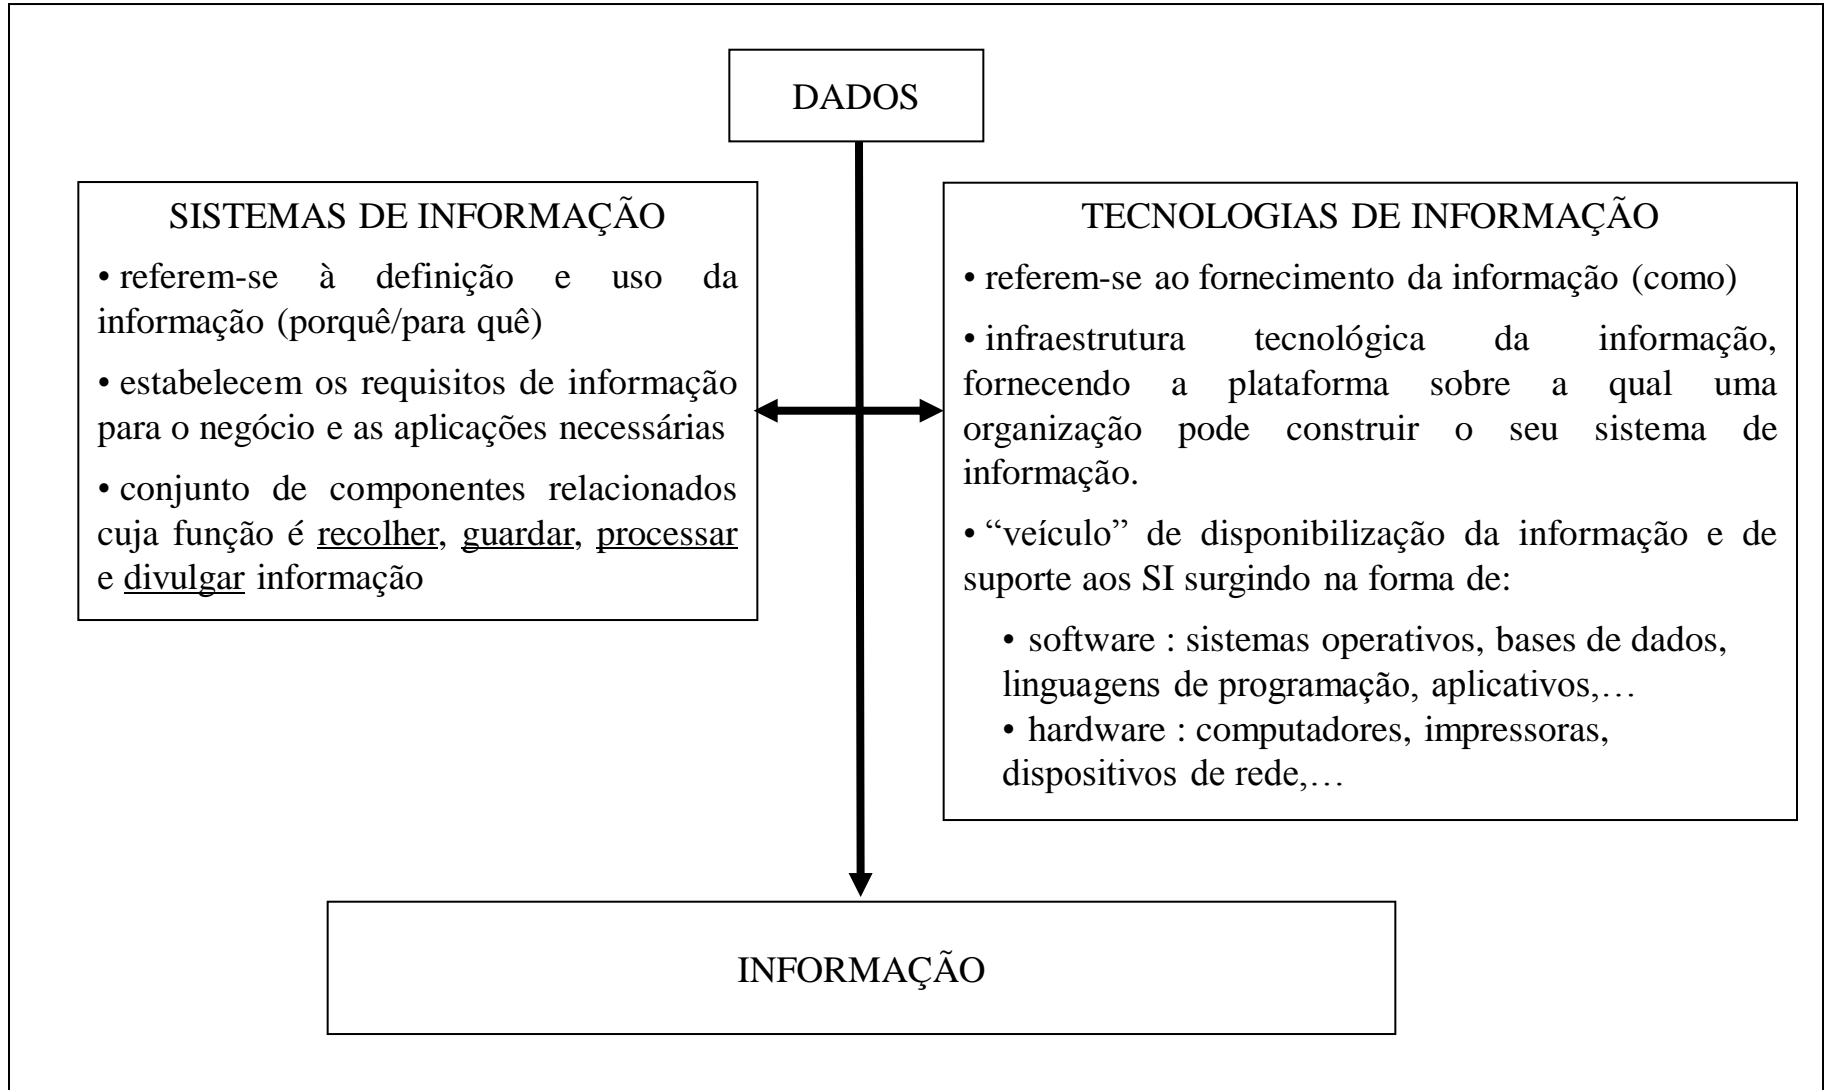 DADOS
SISTEMAS DE INFORMAÇÃO
• referem-se à definição e uso da
informação (porquê/para quê)
• estabelecem os requisitos de informação
para o negócio e as aplicações necessárias
• conjunto de componentes relacionados
cuja função é recolher, guardar, processar
e divulgar informação
TECNOLOGIAS DE INFORMAÇÃO
• referem-se ao fornecimento da informação (como)
• infraestrutura tecnológica da informação,
fornecendo a plataforma sobre a qual uma
organização pode construir o seu sistema de
informação.
• “veículo” de disponibilização da informação e de
suporte aos SI surgindo na forma de:
• software : sistemas operativos, bases de dados,
linguagens de programação, aplicativos,…
• hardware : computadores, impressoras,
dispositivos de rede,…
INFORMAÇÃO